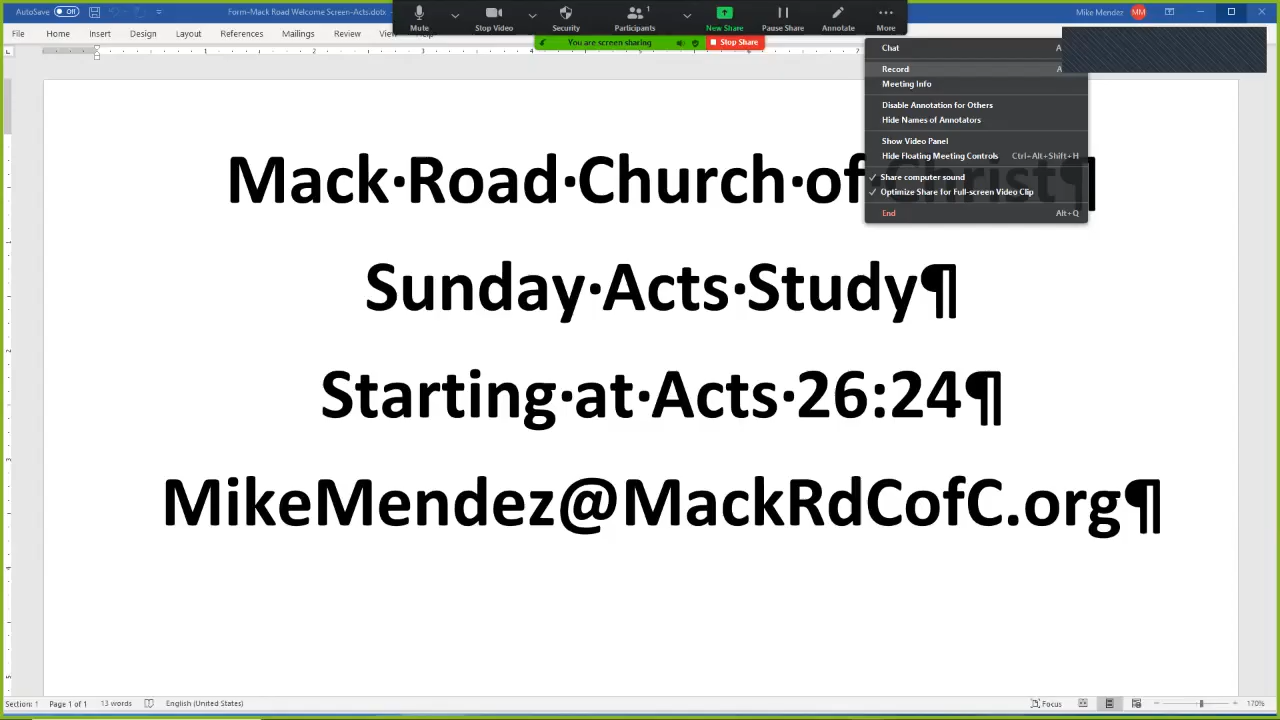 AutoSave Off Form-Mack Road Welcome Screen-Acts.dotx Mike Mendez MM
Mute Stop Video Security Participants 1 New Share Pause Share Annotate More
File Home Insert Design Layout References Mailings Review
You are screen sharing Stop Share
Chat
Record
Meeting Info
Disable Annotation for Others
Hide Names of Annotators
Show Video Panel
Hide Floating Meeting Controls Ctrl+Alt+Shift+H
Share computer sound
Optimize Share for Full-screen Video Clip
End Alt+Q
Mack·Road·Church·of·Christ¶
Sunday·Acts·Study¶
Starting·at·Acts·26:24¶
MikeMendez@MackRdCofC.org¶
Section: 1 Page 1 of 1 13 words English (United States) Focus 170%